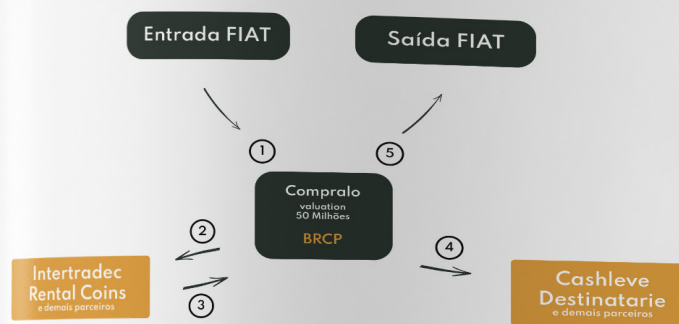 Entrada FIAT
Saída FIAT
1
5
Compralo
valuation
50 Milhões
BRCP
2
4
Intertradec
Rental Coins
e demais parceiros
3
Cashleve
Destinatarie
e demais parceiros